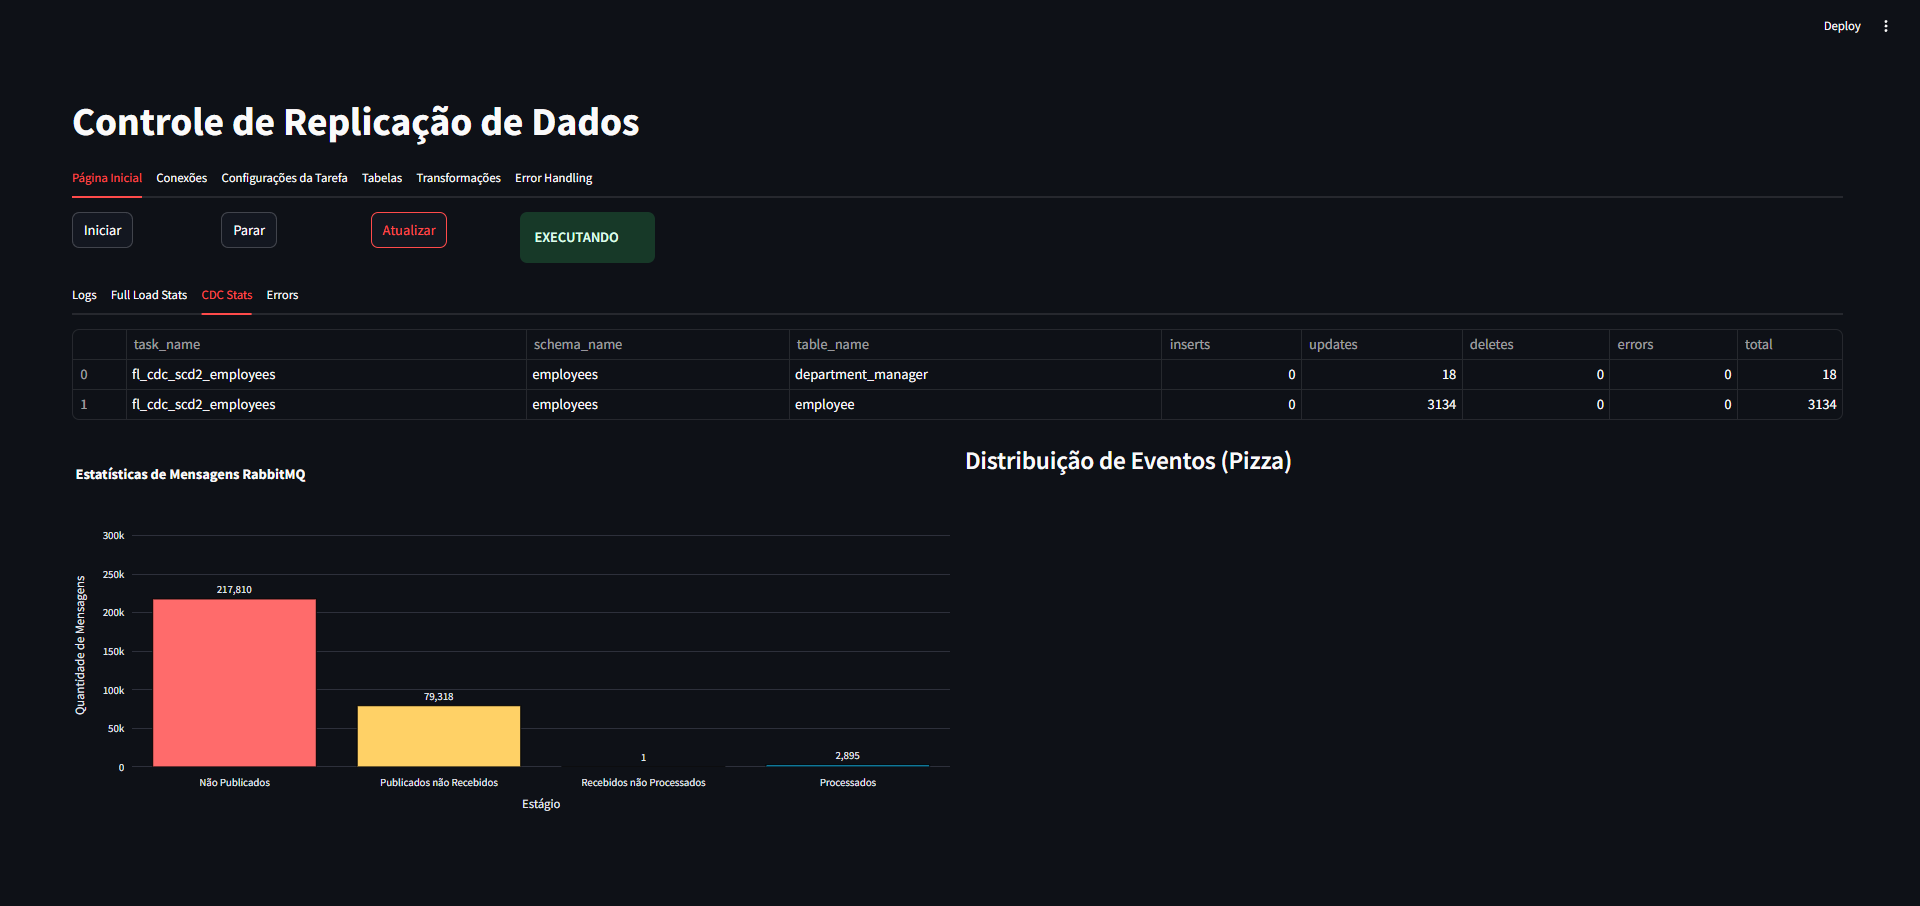 Deploy
Controle de Replicação de Dados
Página Inicial Conexões Configurações da Tarefa Tabelas Transformações Error Handling
Iniciar Parar Atualizar EXECUTANDO
Logs Full Load Stats CDC Stats Errors
task_name schema_name table_name inserts updates deletes errors total
0 fl_cdc_scd2_employees employees department_manager 0 18 0 0 18
1 fl_cdc_scd2_employees employees employee 0 3134 0 0 3134
Estatísticas de Mensagens RabbitMQ
Quantidade de Mensagens
300k
250k
200k
150k
100k
50k
0
217,810
79,318
1
2,895
Não Publicados Publicados não Recebidos Recebidos não Processados Processados
Estágio
Distribuição de Eventos (Pizza)